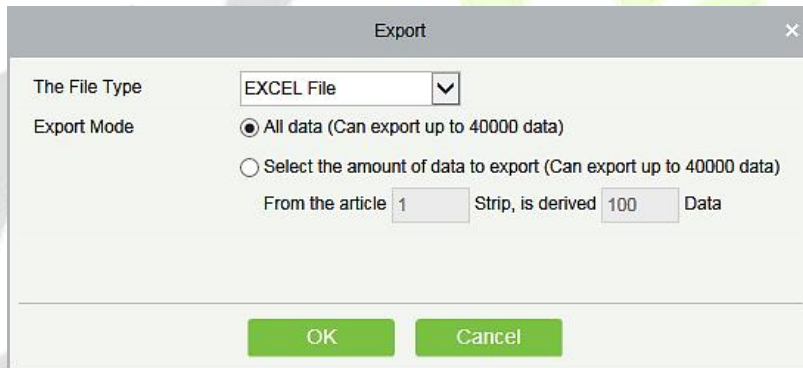 Export ×
The File Type EXCEL File
Export Mode All data (Can export up to 40000 data)
Select the amount of data to export (Can export up to 40000 data)
From the article 1 Strip, is derived 100 Data
OK Cancel